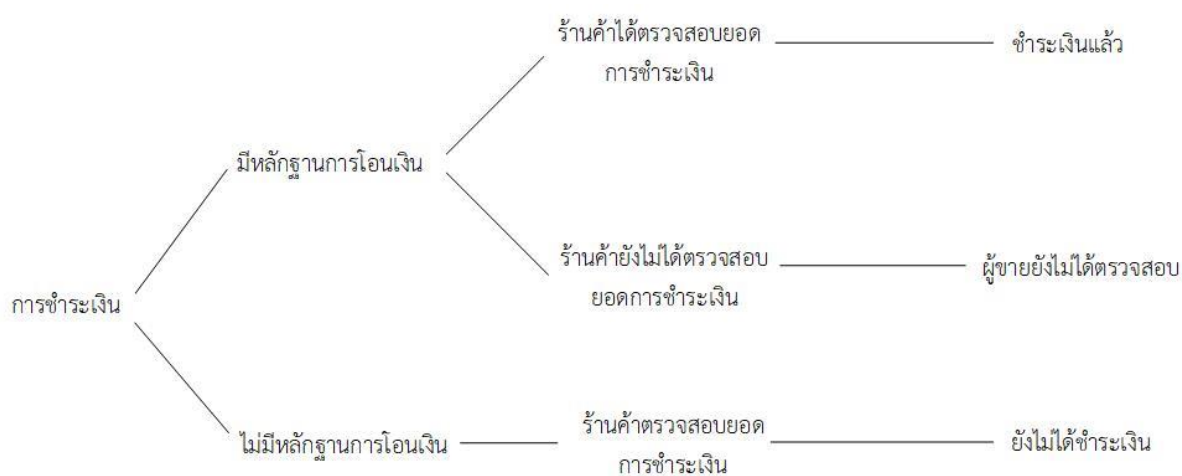 ร้านค้าได้ตรวจสอบยอด
การชำระเงิน
ชำระเงินแล้ว
มีหลักฐานการโอนเงิน
ร้านค้ายังไม่ได้ตรวจสอบ
ยอดการชำระเงิน
ผู้ขายยังไม่ได้ตรวจสอบ
การชำระเงิน
ไม่มีหลักฐานการโอนเงิน
ร้านค้าตรวจสอบยอด
การชำระเงิน
ยังไม่ได้ชำระเงิน